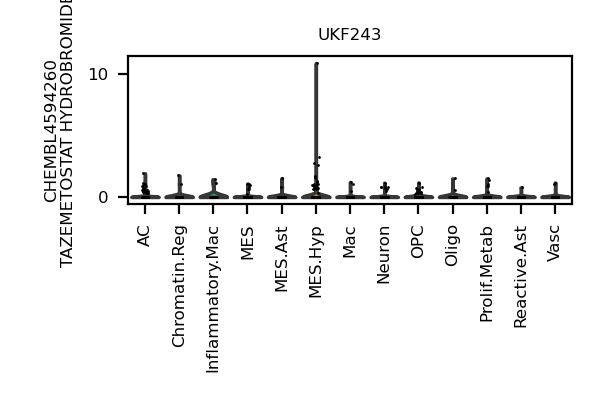 UKF243
CHEMBL4594260
TAZEMETOSTAT HYDROBROMIDE
10
0
AC
Chromatin.Reg
Inflammatory.Mac
MES
MES.Ast
MES.Hyp
Mac
Neuron
OPC
Oligo
Prolif.Metab
Reactive.Ast
Vasc